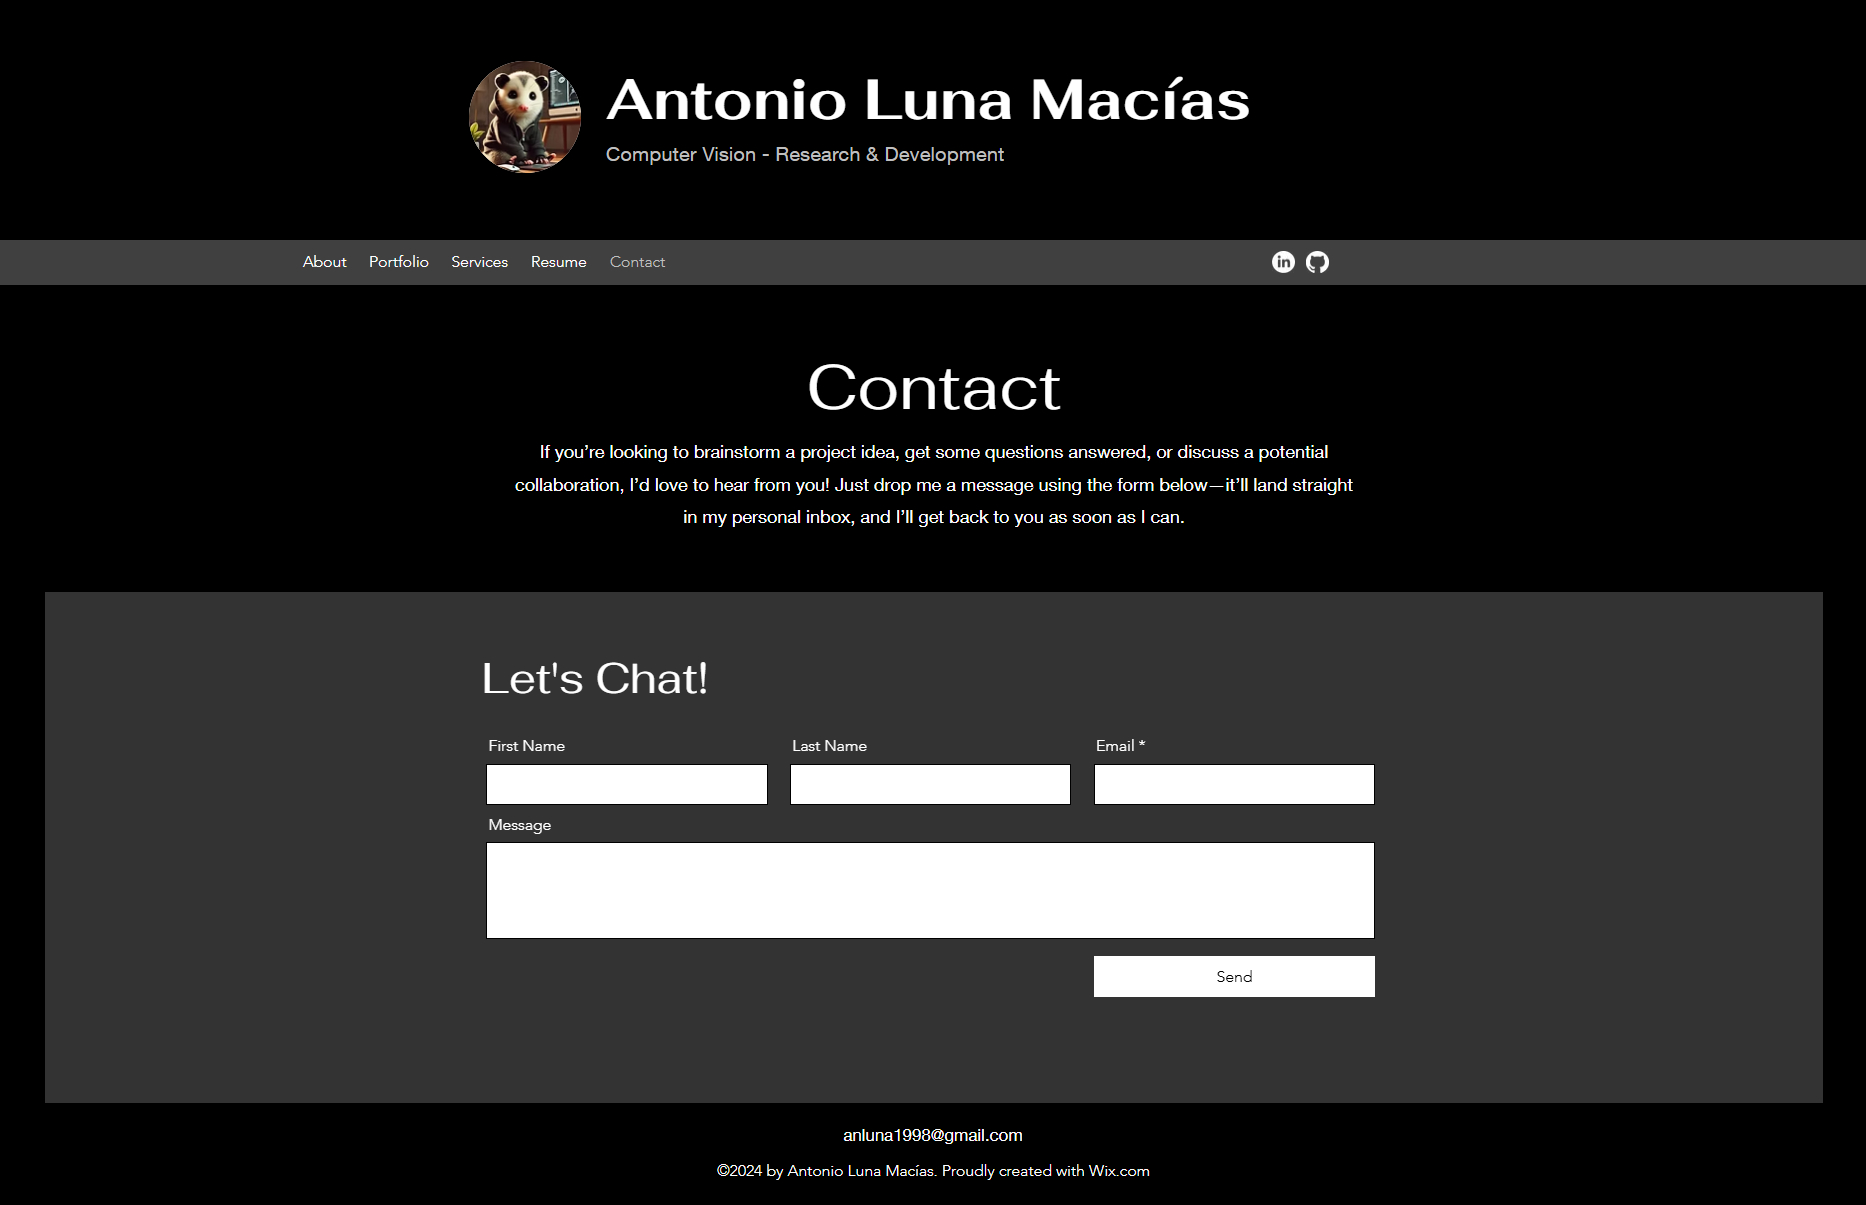 Antonio Luna Macías
Computer Vision - Research & Development
About Portfolio Services Resume Contact
in
Contact
If you’re looking to brainstorm a project idea, get some questions answered, or discuss a potential
collaboration, I’d love to hear from you! Just drop me a message using the form below—it’ll land straight
in my personal inbox, and I’ll get back to you as soon as I can.
Let's Chat!
First Name Last Name Email *
Message
Send
anluna1998@gmail.com
©2024 by Antonio Luna Macías. Proudly created with Wix.com